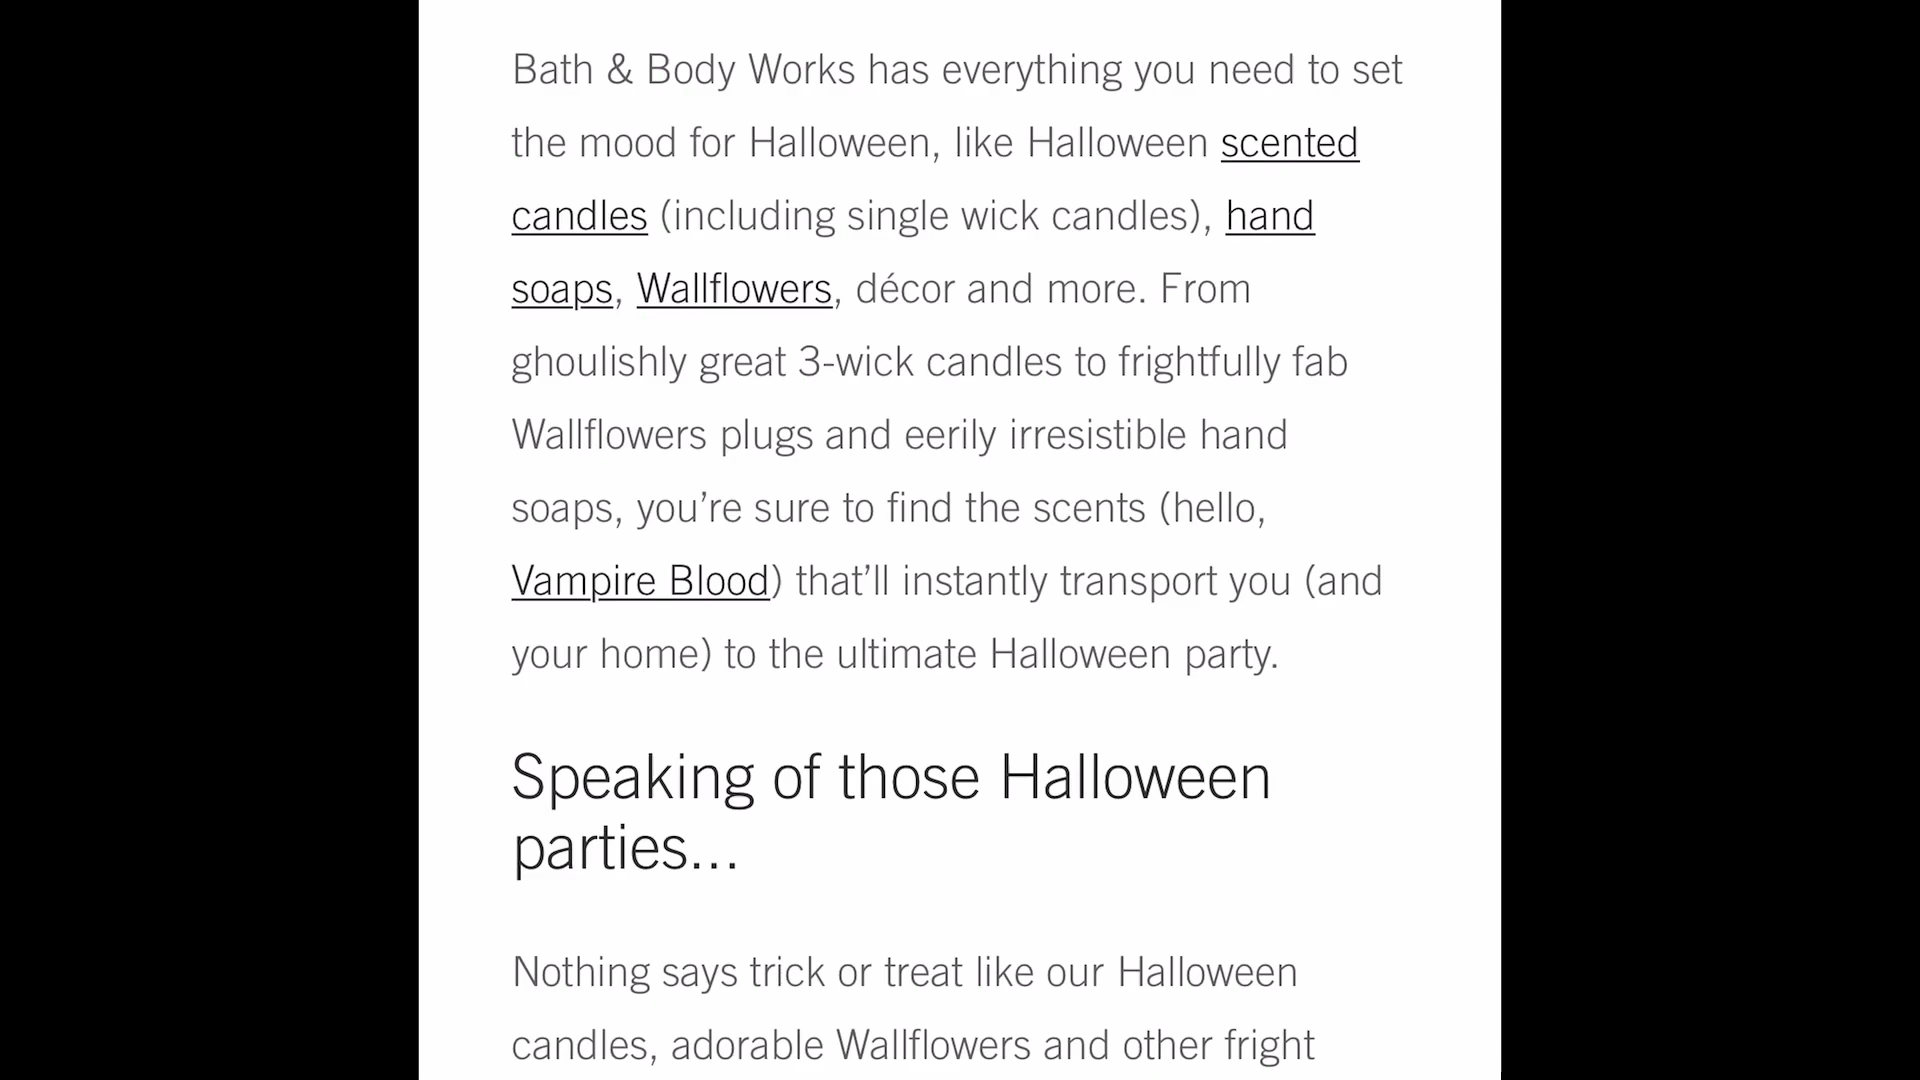 Bath & Body Works has everything you need to set
the mood for Halloween, like Halloween scented
candles (including single wick candles), hand
soaps, Wallflowers, décor and more. From
ghoulishly great 3-wick candles to frightfully fab
Wallflowers plugs and eerily irresistible hand
soaps, you’re sure to find the scents (hello,
Vampire Blood) that’ll instantly transport you (and
your home) to the ultimate Halloween party.
Speaking of those Halloween
parties...
Nothing says trick or treat like our Halloween
candles, adorable Wallflowers and other fright